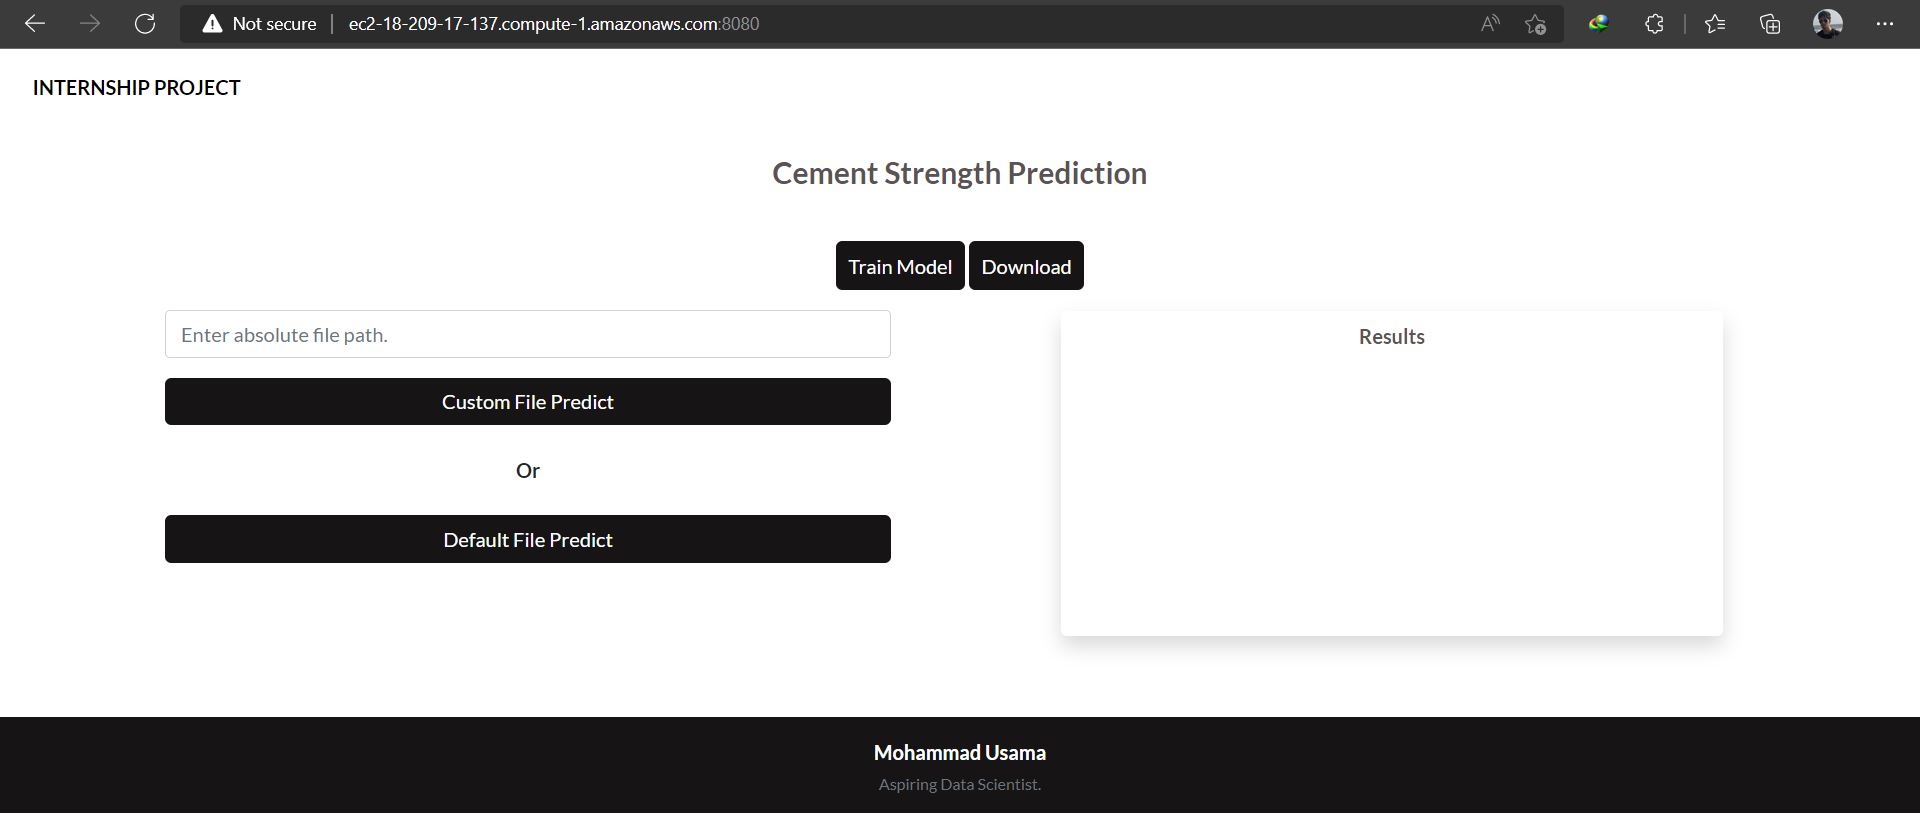 Not secure | ec2-18-209-17-137.compute-1.amazonaws.com:8080
INTERNSHIP PROJECT
Cement Strength Prediction
Train Model Download
Enter absolute file path.
Custom File Predict
Or
Default File Predict
Results
Mohammad Usama
Aspiring Data Scientist.